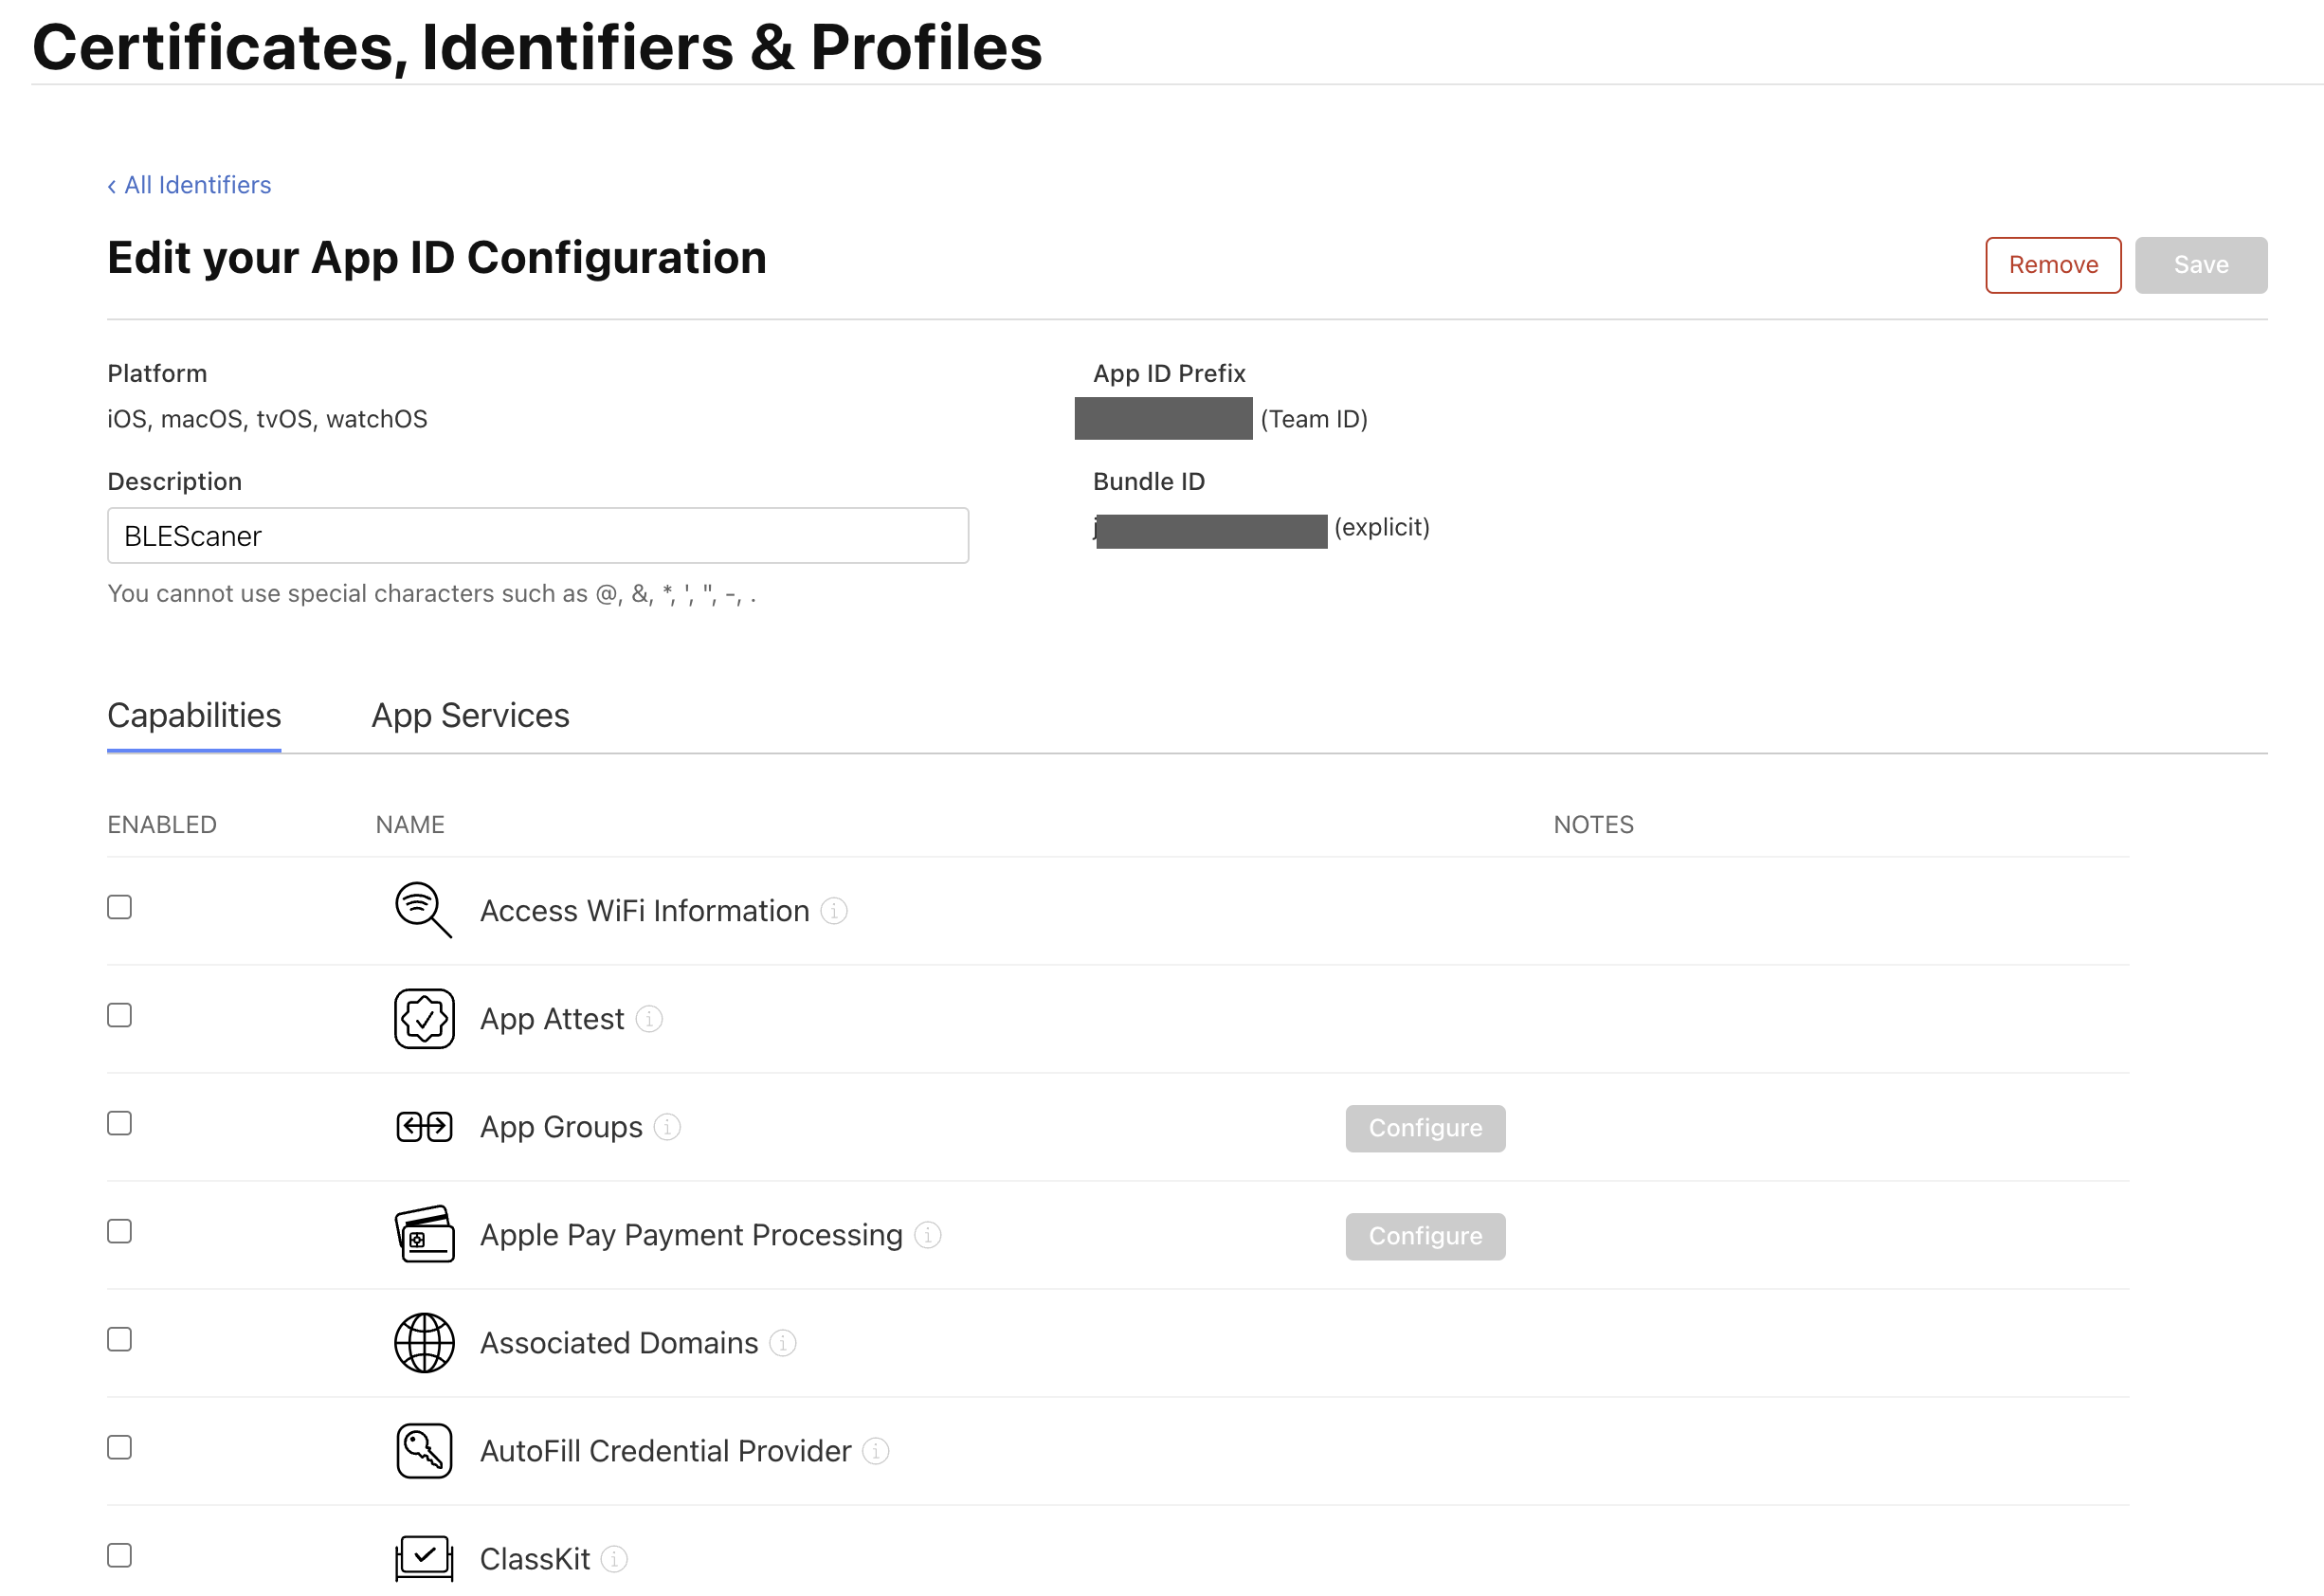 Certificates, Identifiers & Profiles
‹ All Identifiers
Edit your App ID Configuration
Remove
Save
Platform
iOS, macOS, tvOS, watchOS
App ID Prefix
(Team ID)
Description
BLEScaner
You cannot use special characters such as @, &, *, ', ", -, .
Bundle ID
j
(explicit)
Capabilities
App Services
ENABLED
NAME
NOTES
Access WiFi Information
App Attest
App Groups
Configure
Apple Pay Payment Processing
Configure
Associated Domains
AutoFill Credential Provider
ClassKit